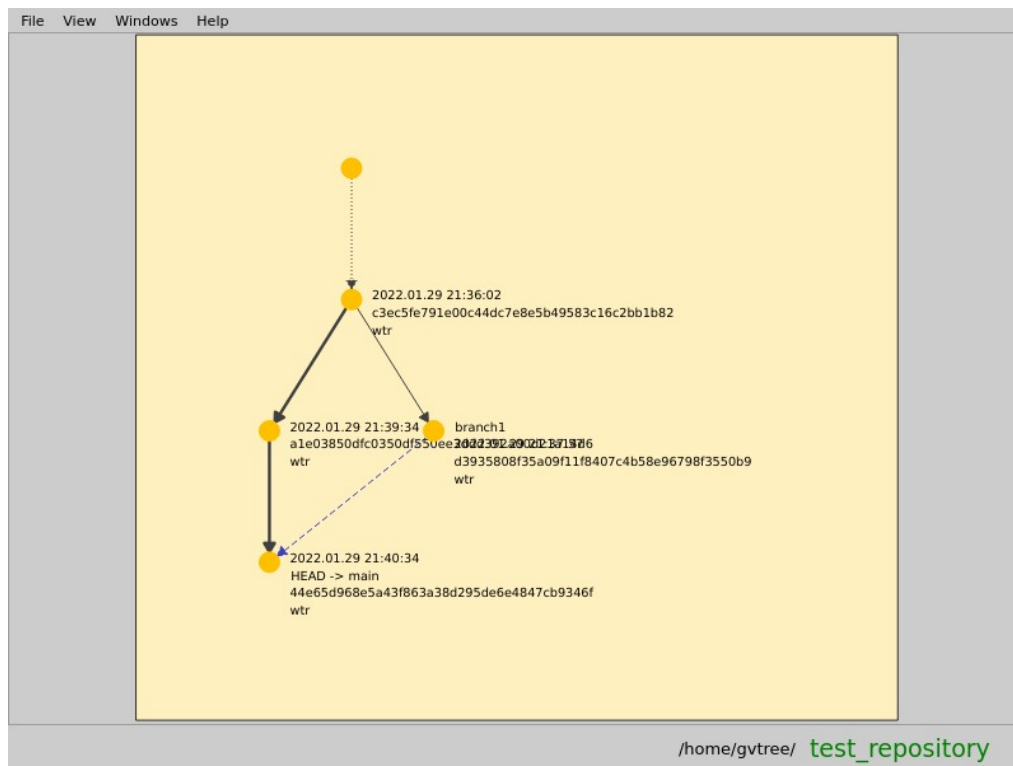 File View Windows Help
2022.01.29 21:36:02
c3ec5fe791e00c44dc7e8e5b49583c16c2bb1b82
wtr
2022.01.29 21:39:34
wtr
branch1
d3935808f35a09f11f8407c4b58e96798f3550b9
wtr
2022.01.29 21:40:34
HEAD -> main
44e65d968e5a43f863a38d295de6e4847cb9346f
wtr
/home/gvtree/ test_repository